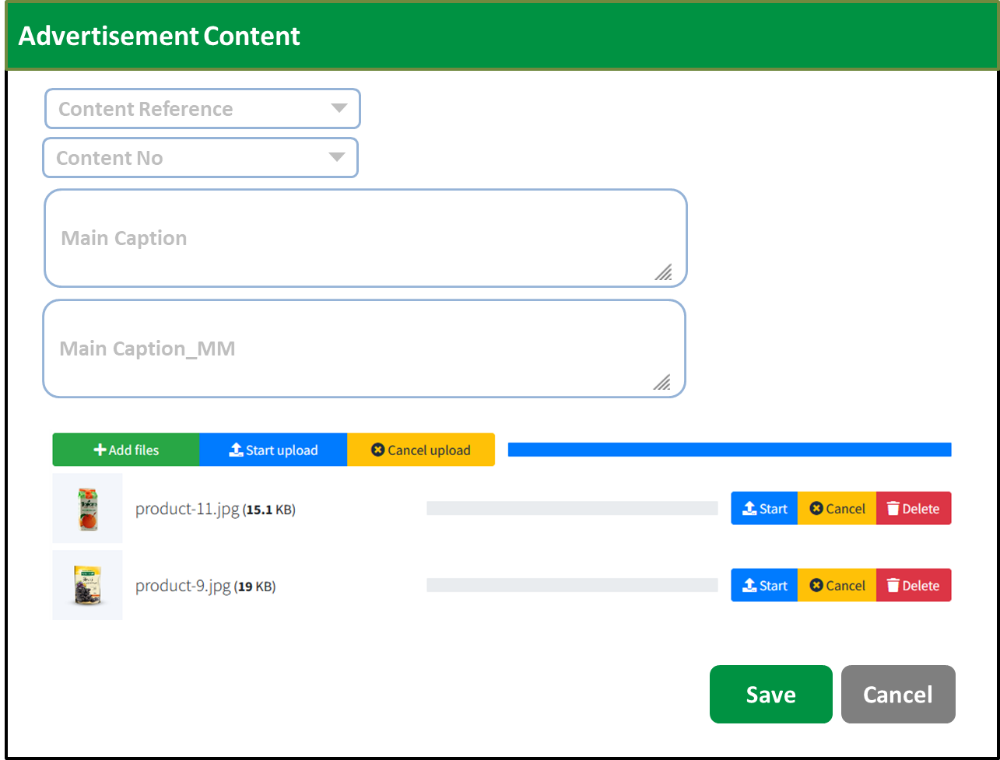 Advertisement Content
Content Reference
Content No
Main Caption
Main Caption_MM
Add files Start upload Cancel upload
product-11.jpg (15.1 KB) Start Cancel Delete
product-9.jpg (19 KB) Start Cancel Delete
Save Cancel